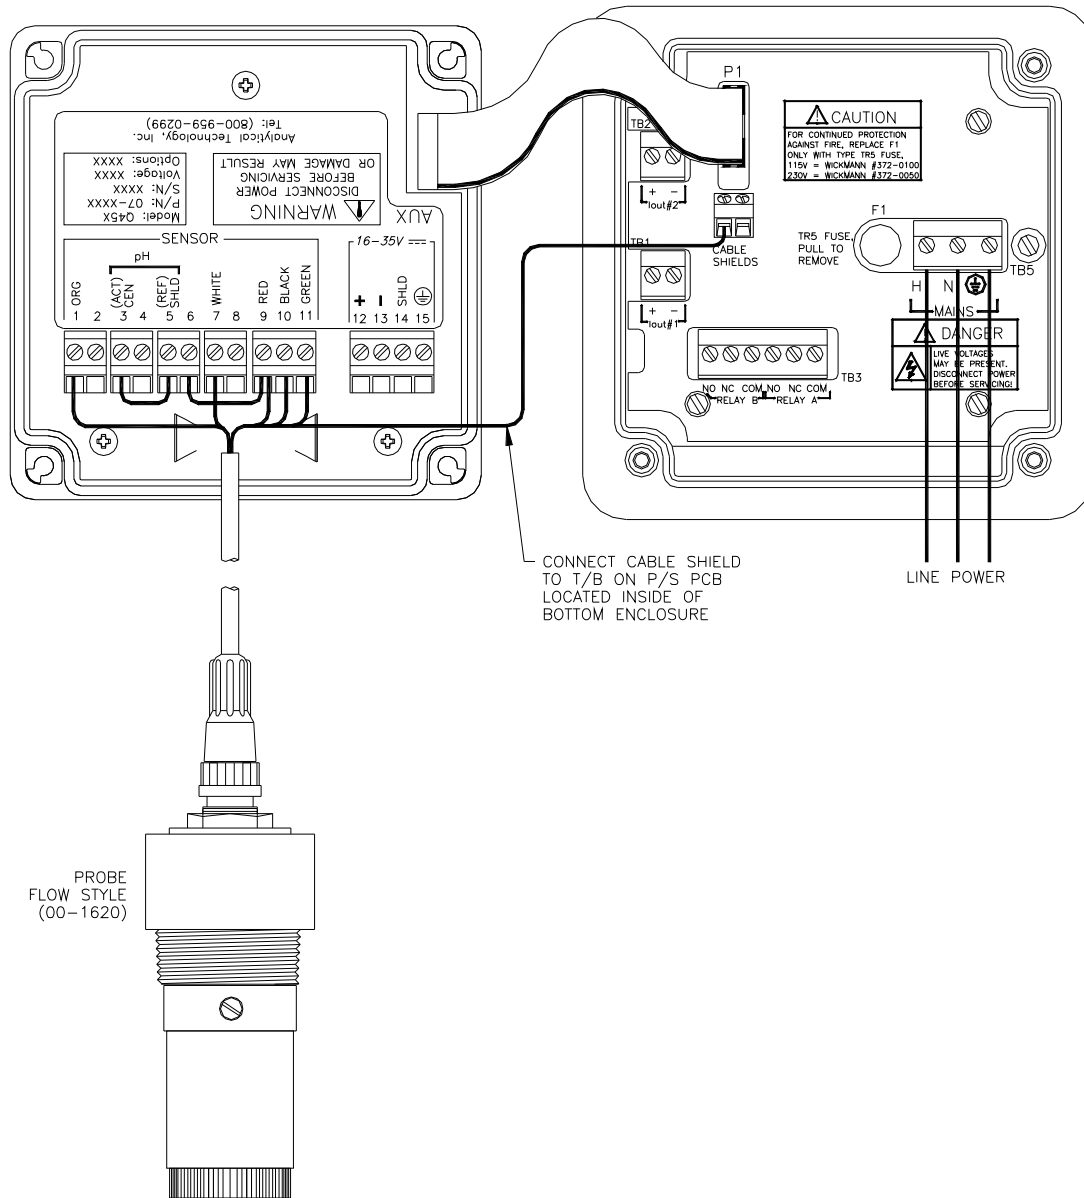 Tel: (800-959-0299)
Analytical Technology, Inc.
Options: XXXX
Voltage: XXXX
S/N: XXXX
P/N: 07-XXXX
Model: Q45X
WARNING
DISCONNECT POWER
BEFORE SERVICING
OR DAMAGE MAY RESULT
AUX
SENSOR
pH
ORG
(ACT)
CEN
(REF)
SHLD
WHITE
RED
BLACK
GREEN
1 2 3 4 5 6 7 8 9 10 11
16-35V
+ - SHLD
12 13 14 15
P1
TB2
+ -
Iout#2
TB1
+ -
Iout#1
CABLE
SHIELDS
CAUTION
FOR CONTINUED PROTECTION
AGAINST FIRE, REPLACE F1
ONLY WITH TYPE TR5 FUSE,
115V = WICKMANN #372-0100
230V = WICKMANN #372-0050
F1
TR5 FUSE,
PULL TO
REMOVE
TB5
H N
MAINS
DANGER
LIVE VOLTAGES
MAY BE PRESENT.
DISCONNECT POWER
BEFORE SERVICING!
TB3
NO NC COM NO NC COM
RELAY B RELAY A
CONNECT CABLE SHIELD
TO T/B ON P/S PCB
LOCATED INSIDE OF
BOTTOM ENCLOSURE
LINE POWER
PROBE
FLOW STYLE
(00-1620)